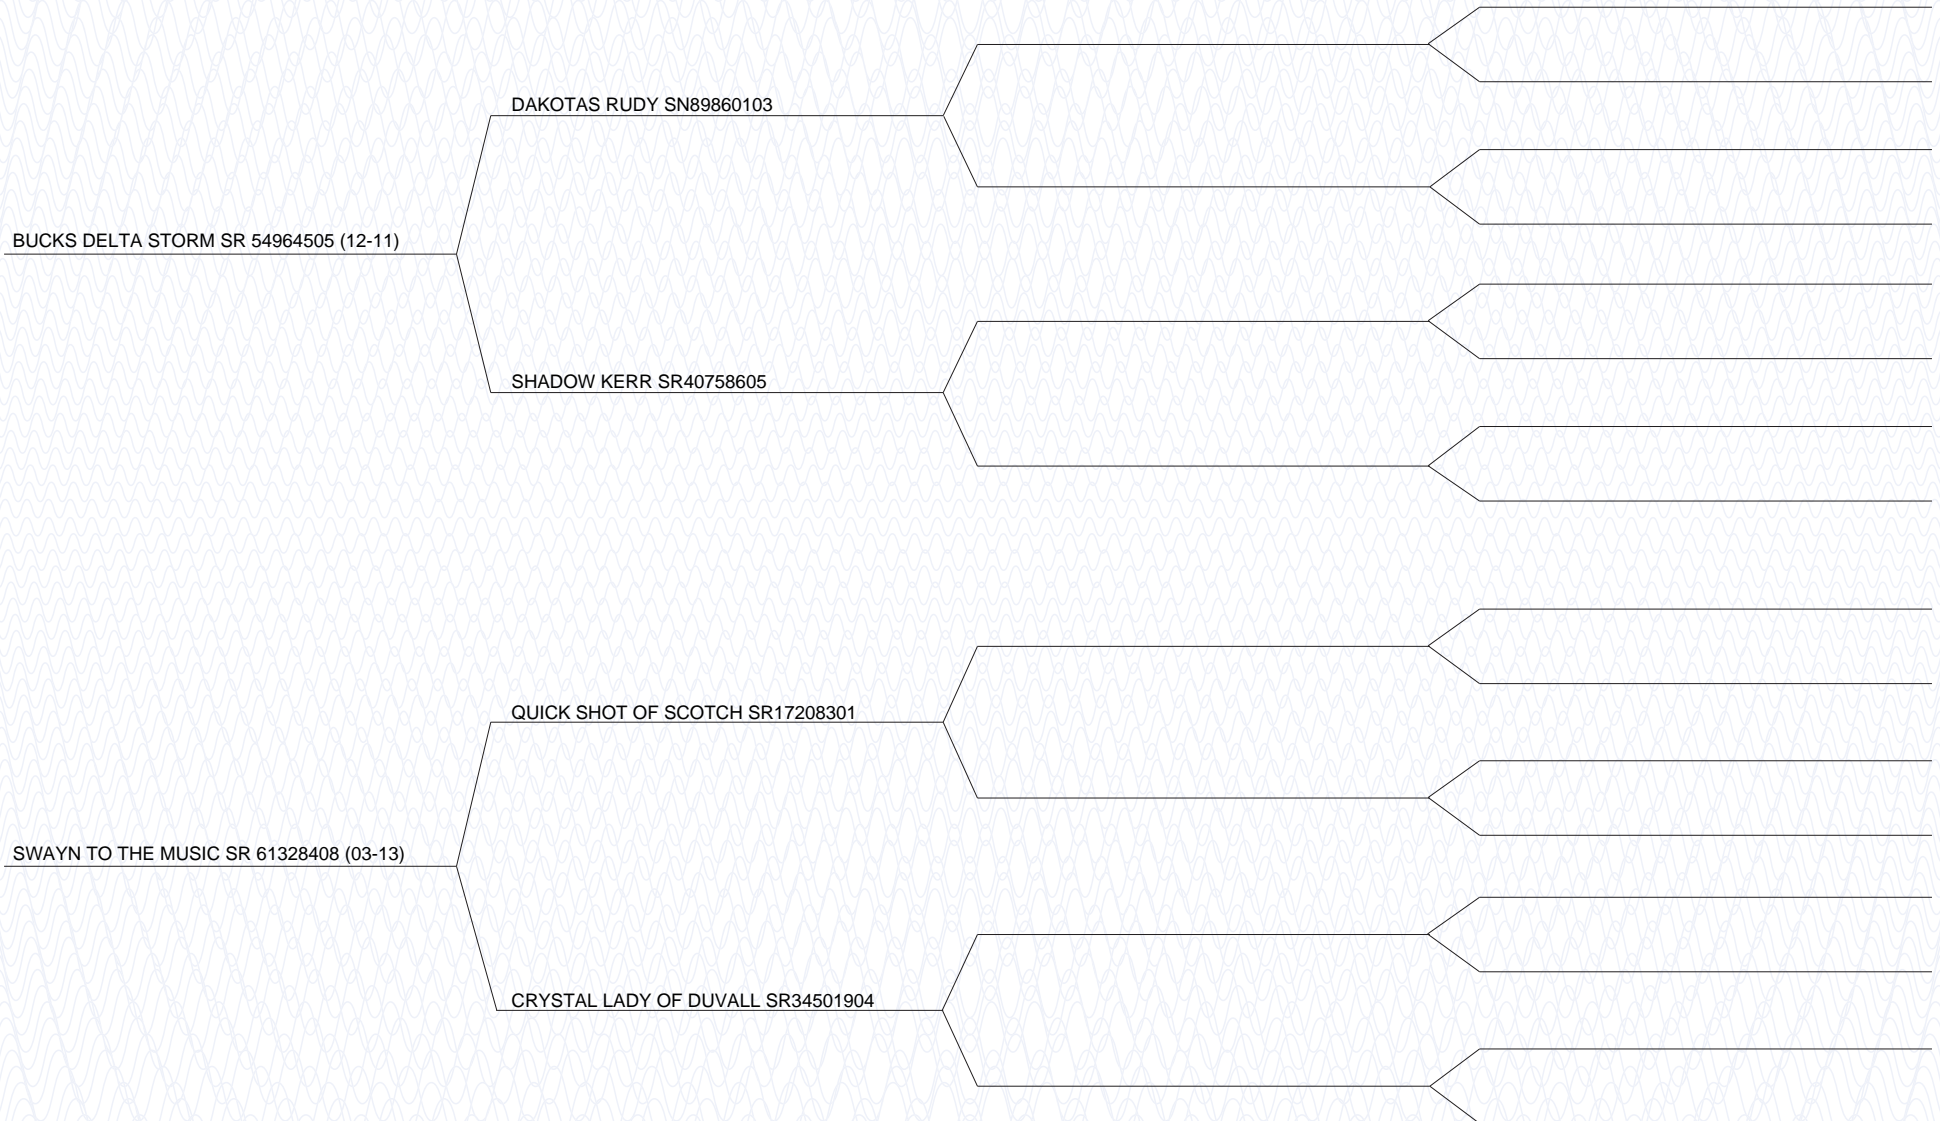 DAKOTAS RUDY SN89860103
BUCKS DELTA STORM SR 54964505 (12-11)
SHADOW KERR SR40758605
QUICK SHOT OF SCOTCH SR17208301
SWAYN TO THE MUSIC SR 61328408 (03-13)
CRYSTAL LADY OF DUVALL SR34501904